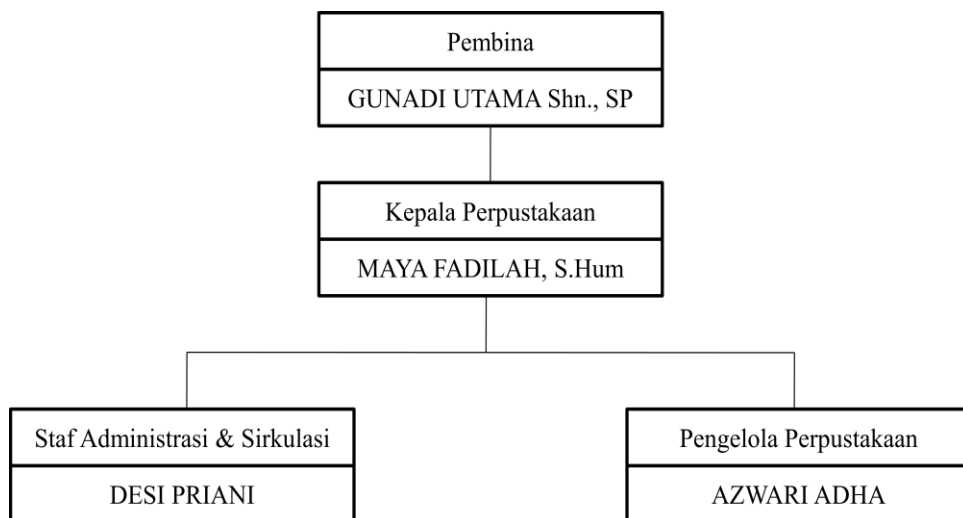 Pembina
GUNADI UTAMA Shn., SP
Kepala Perpustakaan
MAYA FADILAH, S.Hum
Staf Administrasi & Sirkulasi
DESI PRIANI
Pengelola Perpustakaan
AZWARI ADHA